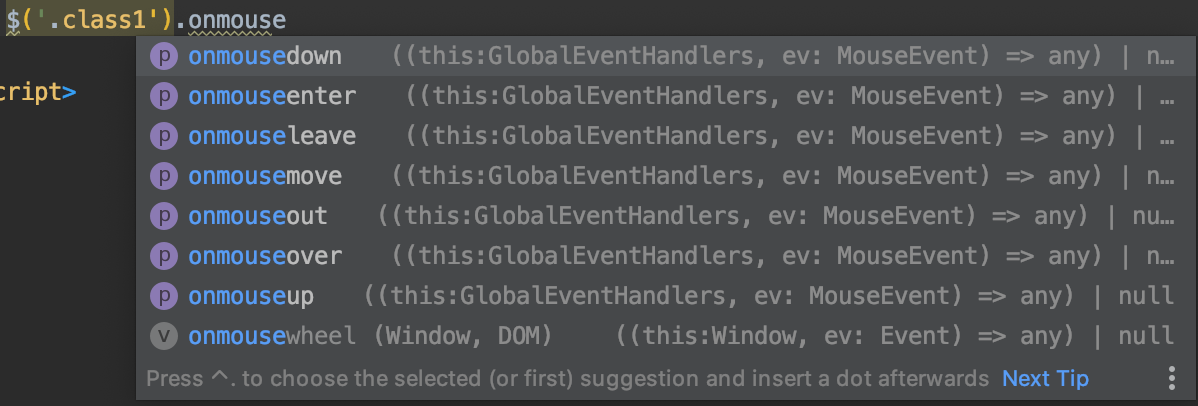 $('.class1').onmouse
p onmousedown ((this:GlobalEventHandlers, ev: MouseEvent) => any) | n…
cript>
p onmouseenter ((this:GlobalEventHandlers, ev: MouseEvent) => any) | …
p onmouseleave ((this:GlobalEventHandlers, ev: MouseEvent) => any) | …
p onmousemove ((this:GlobalEventHandlers, ev: MouseEvent) => any) | n…
p onmouseout ((this:GlobalEventHandlers, ev: MouseEvent) => any) | nu…
p onmouseover ((this:GlobalEventHandlers, ev: MouseEvent) => any) | n…
p onmouseup ((this:GlobalEventHandlers, ev: MouseEvent) => any) | null
v onmousewheel (Window, DOM) ((this:Window, ev: Event) => any) | null
Press ^. to choose the selected (or first) suggestion and insert a dot afterwards Next Tip